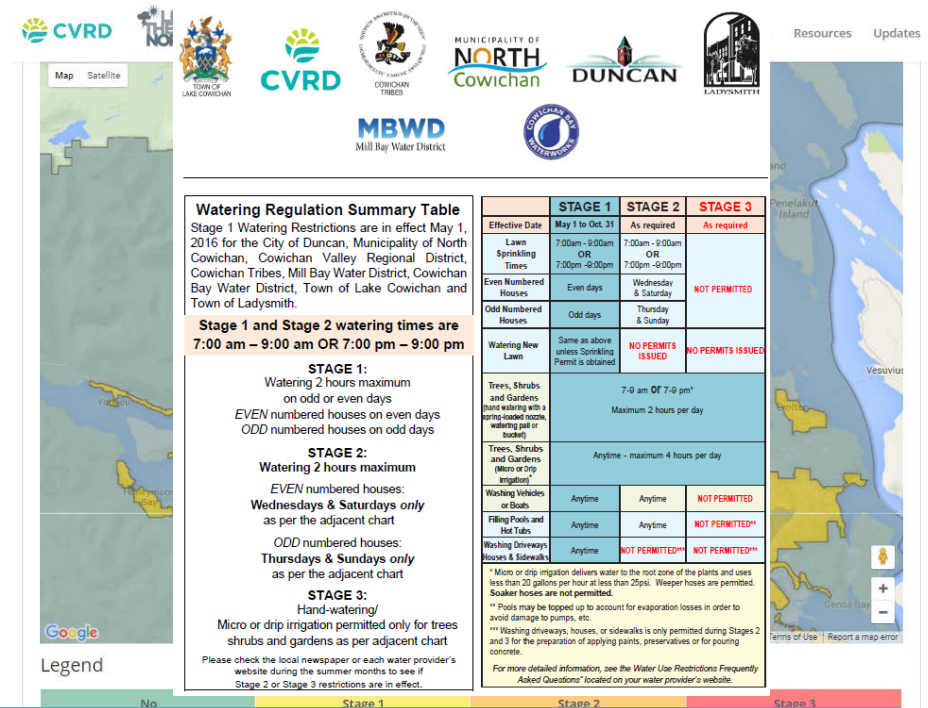 CVRD
TOWN OF
LAKE COWICHAN
CVRD
COWICHAN
TRIBES
MUNICIPALITY OF
NORTH
Cowichan
DUNCAN
LADYSMITH
Resources Updates
Map Satellite
MBWD
Mill Bay Water District
COWICHAN BAY
WATERWORKS
Penelakut
Island
Vesuvius
Crofton
Genoa Bay
Watering Regulation Summary Table
Stage 1 Watering Restrictions are in effect May 1,
2016 for the City of Duncan, Municipality of North
Cowichan, Cowichan Valley Regional District,
Cowichan Tribes, Mill Bay Water District, Cowichan
Bay Water District, Town of Lake Cowichan and
Town of Ladysmith.
Stage 1 and Stage 2 watering times are
7:00 am – 9:00 am OR 7:00 pm – 9:00 pm
STAGE 1:
Watering 2 hours maximum
on odd or even days
EVEN numbered houses on even days
ODD numbered houses on odd days
STAGE 2:
Watering 2 hours maximum
EVEN numbered houses:
Wednesdays & Saturdays only
as per the adjacent chart
ODD numbered houses:
Thursdays & Sundays only
as per the adjacent chart
STAGE 3:
Hand-watering/
Micro or drip irrigation permitted only for trees
shrubs and gardens as per adjacent chart
Please check the local newspaper or each water provider's
website during the summer months to see if
Stage 2 or Stage 3 restrictions are in effect.
STAGE 1 STAGE 2 STAGE 3
Effective Date May 1 to Oct. 31 As required As required
Lawn
Sprinkling
Times
7:00am - 9:00am
OR
7:00pm –9:00pm
7:00am - 9:00am
OR
7:00pm –9:00pm
NOT PERMITTED
Even Numbered
Houses
Even days
Wednesday
& Saturday
Odd Numbered
Houses
Odd days
Thursday
& Sunday
Watering New
Lawn
Same as above
unless Sprinkling
Permit is obtained
NO PERMITS
ISSUED
NO PERMITS ISSUED
Trees, Shrubs
and Gardens
(hand watering with a
spring-loaded nozzle,
watering pail or
bucket)
7-9 am or 7-9 pm*
Maximum 2 hours per day
Trees, Shrubs
and Gardens
(Micro or Drip
irrigation)*
Anytime – maximum 4 hours per day
Washing Vehicles
or Boats
Anytime Anytime NOT PERMITTED
Filling Pools and
Hot Tubs
Anytime Anytime NOT PERMITTED**
Washing Driveways
Houses & Sidewalks
Anytime NOT PERMITTED*** NOT PERMITTED***
* Micro or drip irrigation delivers water to the root zone of the plants and uses
less than 20 gallons per hour at less than 25psi. Weeper hoses are permitted.
Soaker hoses are not permitted.
** Pools may be topped up to account for evaporation losses in order to
avoid damage to pumps, etc.
*** Washing driveways, houses, or sidewalks is only permitted during Stages 2
and 3 for the preparation of applying paints, preservatives or for pouring
concrete.
For more detailed information, see the Water Use Restrictions Frequently
Asked Questions" located on your water provider's website.
Google
Terms of Use Report a map error
Legend
No Stage 1 Stage 2 Stage 3